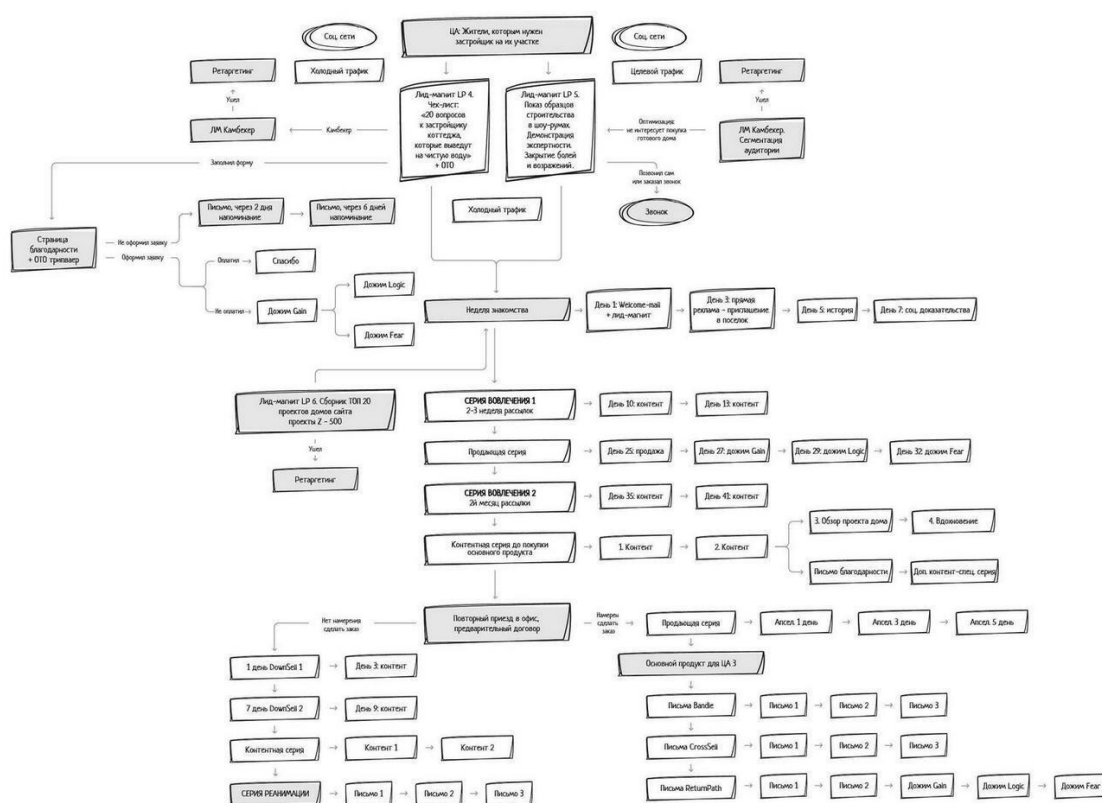 Соц. сети
ЦА: Жители, которым нужен
застройщик на их участке
Соц. сети
Ретаргетинг
Холодный трафик
Целевой трафик
Ретаргетинг
Ушел
Ушел
Лид-магнит LP 4.
Чек-лист:
«20 вопросов
к застройщику
коттеджа,
которые выведут
на чистую воду»
+ ОТО
Лид-магнит LP 5.
Показ образцов
строительства
в шоу-румах.
Демонстрация
экспертности.
Закрытие болей
и возражений.
ЛМ Камбекер
Камбекер
Оптимизация:
не интересует покупка
готового дома
ЛМ Камбекер.
Сегментация
аудитории
Заполнил форму
Позвонил сам
или заказал звонок
Звонок
Холодный трафик
Письмо, через 2 дня
напоминание
Письмо, через 6 дней
напоминание
Страница
благодарности
+ ОТО трипваер
Не оформил заявку
Оформил заявку
Оплатил
Спасибо
Не оплатил
Дожим Gain
Дожим Logic
Дожим Fear
Неделя знакомства
День 1: Welcome-mail
+ лид-магнит
День 3: прямая
реклама - приглашение
в поселок
День 5: история
День 7: соц. доказательства
Лид-магнит LP 6. Сборник ТОП 20
проектов домов сайта
проекты Z - 500
Ушел
Ретаргетинг
СЕРИЯ ВОВЛЕЧЕНИЯ 1
2-3 неделя рассылок
День 10: контент
День 13: контент
Продающая серия
День 25: продажа
День 27: дожим Gain
День 29: дожим Logic
День 32: дожим Fear
СЕРИЯ ВОВЛЕЧЕНИЯ 2
2й месяц рассылки
День 35: контент
День 41: контент
Контентная серия до покупки
основного продукта
1. Контент
2. Контент
3. Обзор проекта дома
4. Вдохновение
Письмо благодарности
Доп. контент-спец. серия
Нет намерения
сделать заказ
Повторный приезд в офис,
предварительный договор
Намерен
сделать
заказ
Продающая серия
Апсел. 1 день
Апсел. 3 день
Апсел. 5 день
1 день DownSell 1
День 3: контент
Основной продукт для ЦА 3
7 день DownSell 2
День 9: контент
Письма Bandle
Письмо 1
Письмо 2
Письмо 3
Контентная серия
Контент 1
Контент 2
Письма CrossSell
Письмо 1
Письмо 2
Письмо 3
СЕРИЯ РЕАНИМАЦИИ
Письмо 1
Письмо 2
Письмо 3
Письма ReturnPath
Письмо 1
Письмо 2
Дожим Gain
Дожим Logic
Дожим Fear